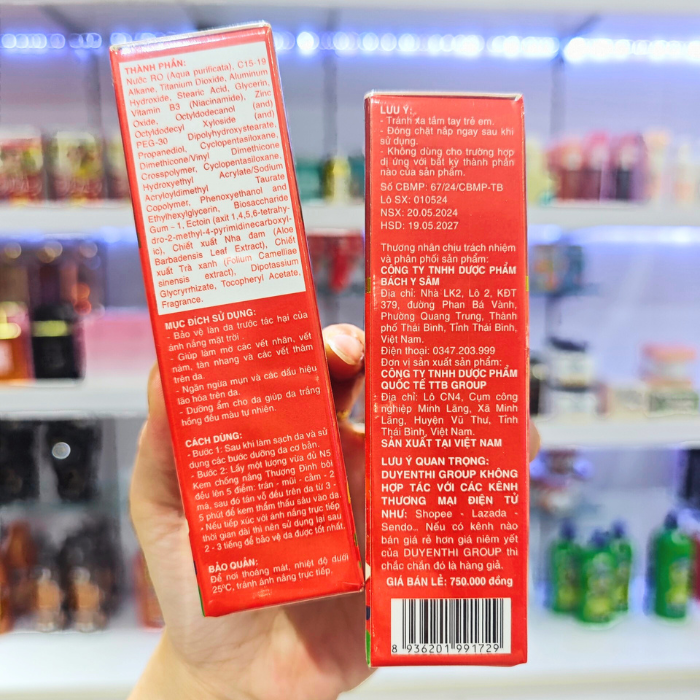 THÀNH PHẦN:
Nước RO (Aqua purificata), C15-19
Alkane, Titanium Dioxide, Aluminum
Hydroxide, Stearic Acid, Glycerin,
Vitamin B3 (Niacinamide), Zinc
Oxide, Octyldodecanol (and)
Octyldodecyl Xyloside (and)
PEG-30 Dipolyhydroxystearate,
Propanediol, Cyclopentasiloxane,
Dimethicone/Vinyl Dimethicone
Crosspolymer, Cyclopentasiloxane,
Hydroxyethyl Acrylate/Sodium
Acryloyldimethyl Taurate
Copolymer, Phenoxyethanol and
Ethylhexylglycerin, Biosaccharide
Gum - 1, Ectoin (axit 1,4,5,6-tetrahy-
dro-2-methyl-4-pyrimidinecarboxyl-
ic), Chiết xuất Nha đam (Aloe
Barbadensis Leaf Extract), Chiết
xuất Trà xanh (Folium Camelliae
sinensis extract), Dipotassium
Glycyrrhizate, Tocopheryl Acetate,
Fragrance.
MỤC ĐÍCH SỬ DỤNG:
- Bảo vệ làn da trước tác hại của
ánh nắng mặt trời.
- Giúp làm mờ các vết nhăn, vết
nám, tàn nhang và các vết thâm
trên da.
- Ngăn ngừa mụn và các dấu hiệu
lão hóa trên da.
- Dưỡng ẩm cho da giúp da trắng
hồng đều màu tự nhiên.
CÁCH DÙNG:
- Bước 1: Sau khi làm sạch da và sử
dụng các bước dưỡng da cơ bản.
- Bước 2: Lấy một lượng vừa đủ N5
Kem chống nắng Thượng Đỉnh bôi
đều lên 5 điểm: trán - mũi - cằm - 2
má, sau đó tán vỗ đều trên da từ 3 -
5 phút để kem thẩm thấu sâu vào da.
- Nếu tiếp xúc với ánh nắng trực tiếp
thời gian dài thì nên sử dụng lại sau
2 - 3 tiếng để bảo vệ da được tốt nhất.
BẢO QUẢN:
Để nơi thoáng mát, nhiệt độ dưới
25ºC, tránh ánh nắng trực tiếp.
LƯU Ý:
- Tránh xa tầm tay trẻ em.
- Đóng chặt nắp ngay sau khi
sử dụng.
- Không dùng cho trường hợp
dị ứng với bất kỳ thành phần
nào của sản phẩm.
Số CBMP: 67/24/CBMP-TB
Lô SX: 010524
NSX: 20.05.2024
HSD: 19.05.2027
Thương nhân chịu trách nhiệm
và phân phối sản phẩm:
CÔNG TY TNHH DƯỢC PHẨM
BÁCH Y SÂM
Địa chỉ: Nhà LK2, Lô 2, KĐT
379, đường Phan Bá Vành,
Phường Quang Trung, Thành
phố Thái Bình, Tỉnh Thái Bình,
Việt Nam.
Điện thoại: 0347.203.999
Đơn vị sản xuất sản phẩm:
CÔNG TY TNHH DƯỢC PHẨM
QUỐC TẾ TTB GROUP
Địa chỉ: Lô CN4, Cụm công
nghiệp Minh Lãng, Xã Minh
Lãng, Huyện Vũ Thư, Tỉnh
Thái Bình, Việt Nam.
SẢN XUẤT TẠI VIỆT NAM
LƯU Ý QUAN TRỌNG:
DUYENTHI GROUP KHÔNG
HỢP TÁC VỚI CÁC KÊNH
THƯƠNG MẠI ĐIỆN TỬ
NHƯ: Shopee - Lazada -
Sendo.. Nếu có kênh nào
bán giá rẻ hơn giá niêm yết
của DUYENTHI GROUP thì
chắc chắn đó là hàng giả.
GIÁ BÁN LẺ: 750.000 đồng
8 936201 991729